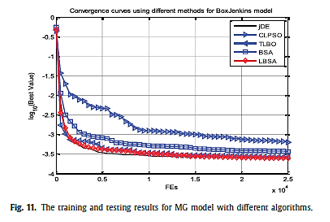 Convergence curves using different methods for BoxJenkins model
0
-0.5
-1
-1.5
-2
-2.5
-3
-3.5
-4
log10(Best Value)
jDE
CLPSO
TLBO
BSA
LBSA
0 0.5 1 1.5 2 2.5
FEs
x 10^4
Fig. 11. The training and testing results for MG model with different algorithms.